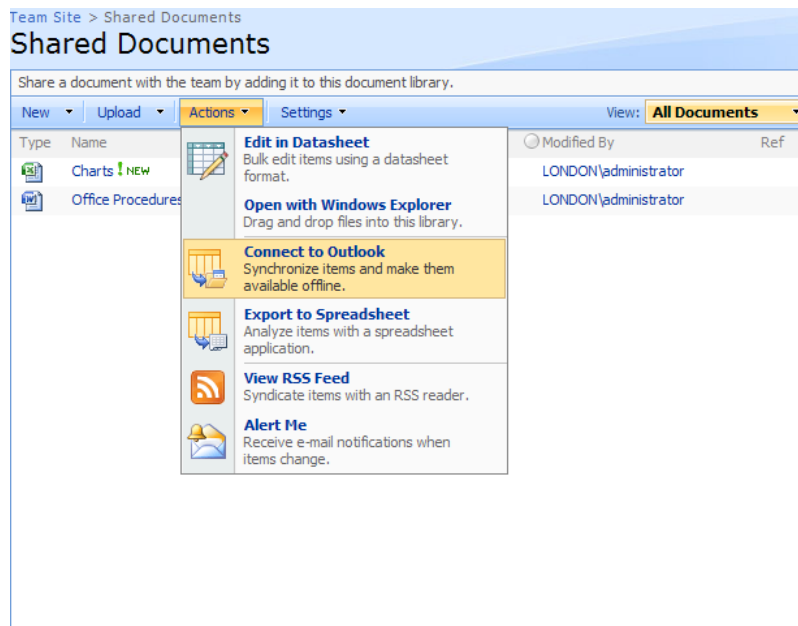 Team Site > Shared Documents
Shared Documents
Share a document with the team by adding it to this document library.
New Upload Actions Settings View: All Documents
Type Name Modified By Ref
Charts ! NEW LONDON\administrator
Office Procedures LONDON\administrator
Edit in Datasheet
Bulk edit items using a datasheet
format.
Open with Windows Explorer
Drag and drop files into this library.
Connect to Outlook
Synchronize items and make them
available offline.
Export to Spreadsheet
Analyze items with a spreadsheet
application.
View RSS Feed
Syndicate items with an RSS reader.
Alert Me
Receive e-mail notifications when
items change.